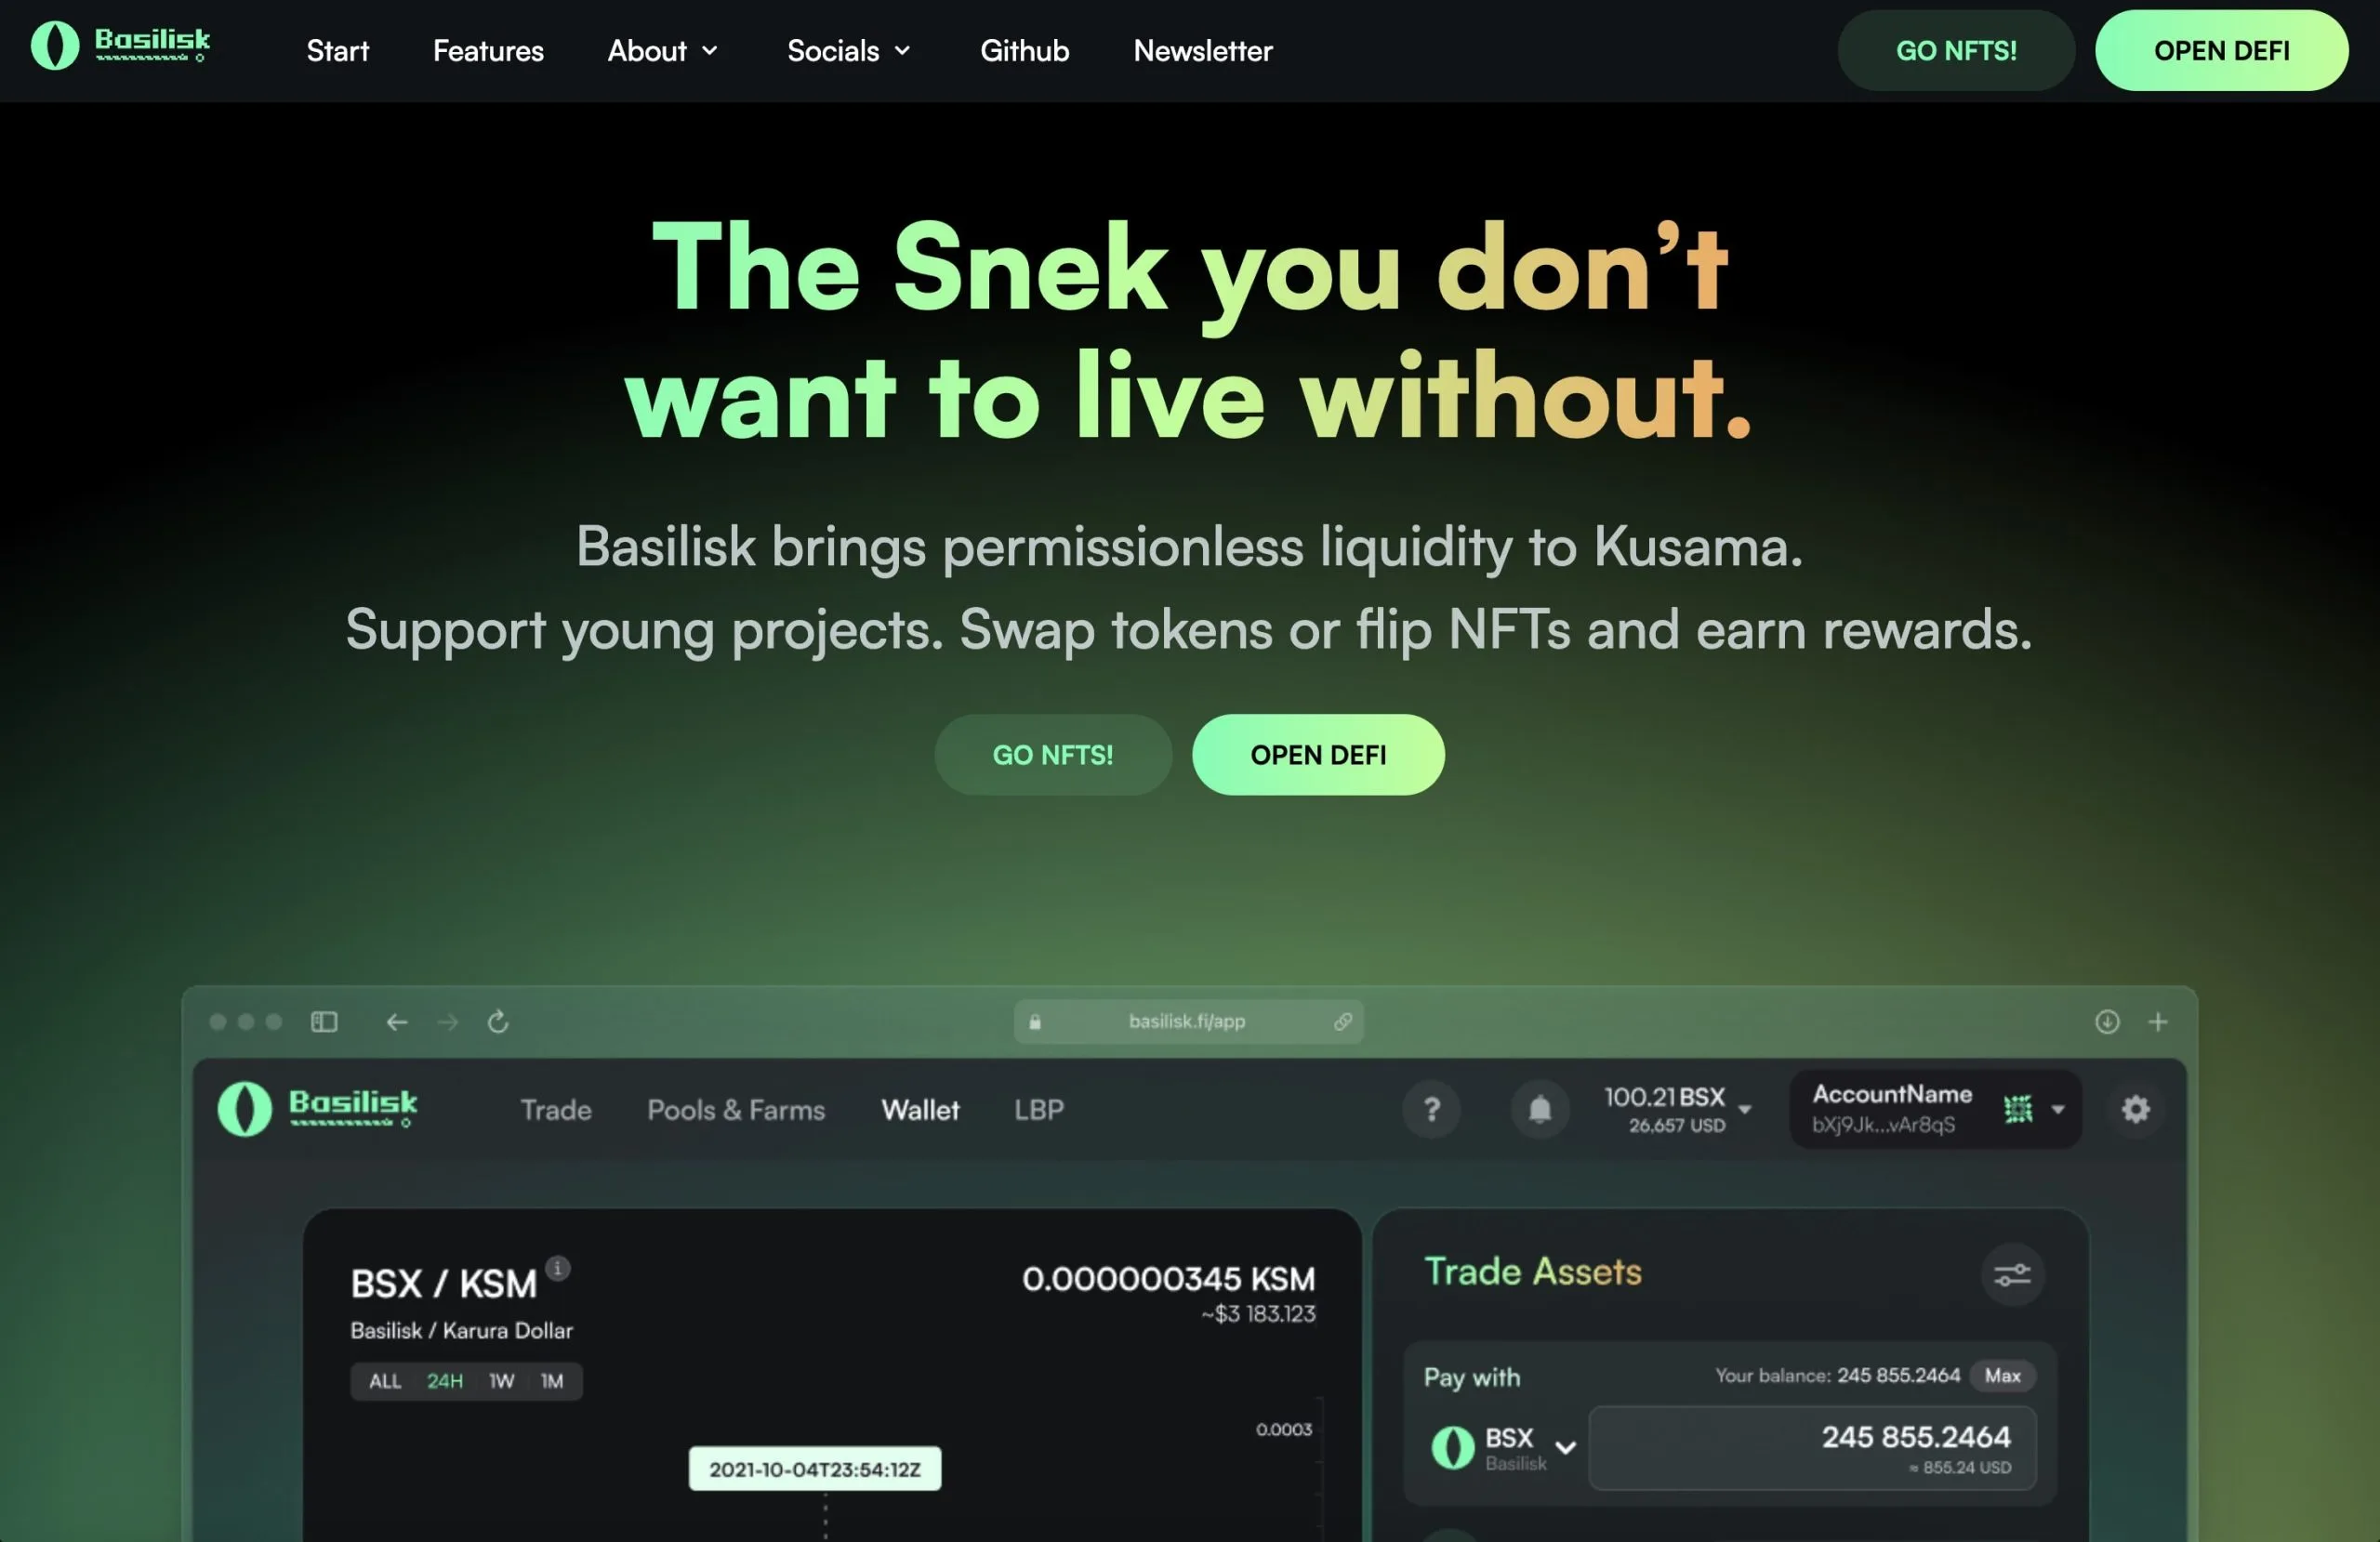 Basilisk
Start
Features
About
Socials
Github
Newsletter
GO NFTS!
OPEN DEFI
The Snek you don’t
want to live without.
Basilisk brings permissionless liquidity to Kusama.
Support young projects. Swap tokens or flip NFTs and earn rewards.
GO NFTS!
OPEN DEFI
basilisk.fi/app
Basilisk
Trade
Pools & Farms
Wallet
LBP
?
100.21 BSX
26,657 USD
AccountName
bXj9Jk...vAr8qS
BSX / KSM
i
Basilisk / Karura Dollar
0.000000345 KSM
~$3 183.123
ALL 24H 1W 1M
0.0003
2021-10-04T23:54:12Z
Trade Assets
Pay with
Your balance: 245 855.2464
Max
BSX
Basilisk
245 855.2464
≈ 855.24 USD